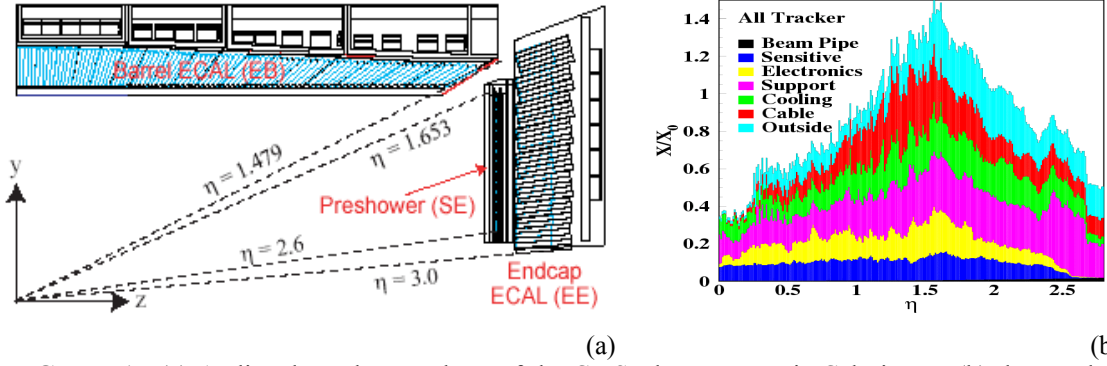 Barrel ECAL (EB)
y
η = 1.479
η = 1.653
Preshower (SE)
η = 2.6
η = 3.0
z
Endcap
ECAL (EE)
(a)
All Tracker
Beam Pipe
Sensitive
Electronics
Support
Cooling
Cable
Outside
X/X0
1.4
1.2
1
0.8
0.6
0.4
0.2
0
0 0.5 1 1.5 2 2.5
η
(b